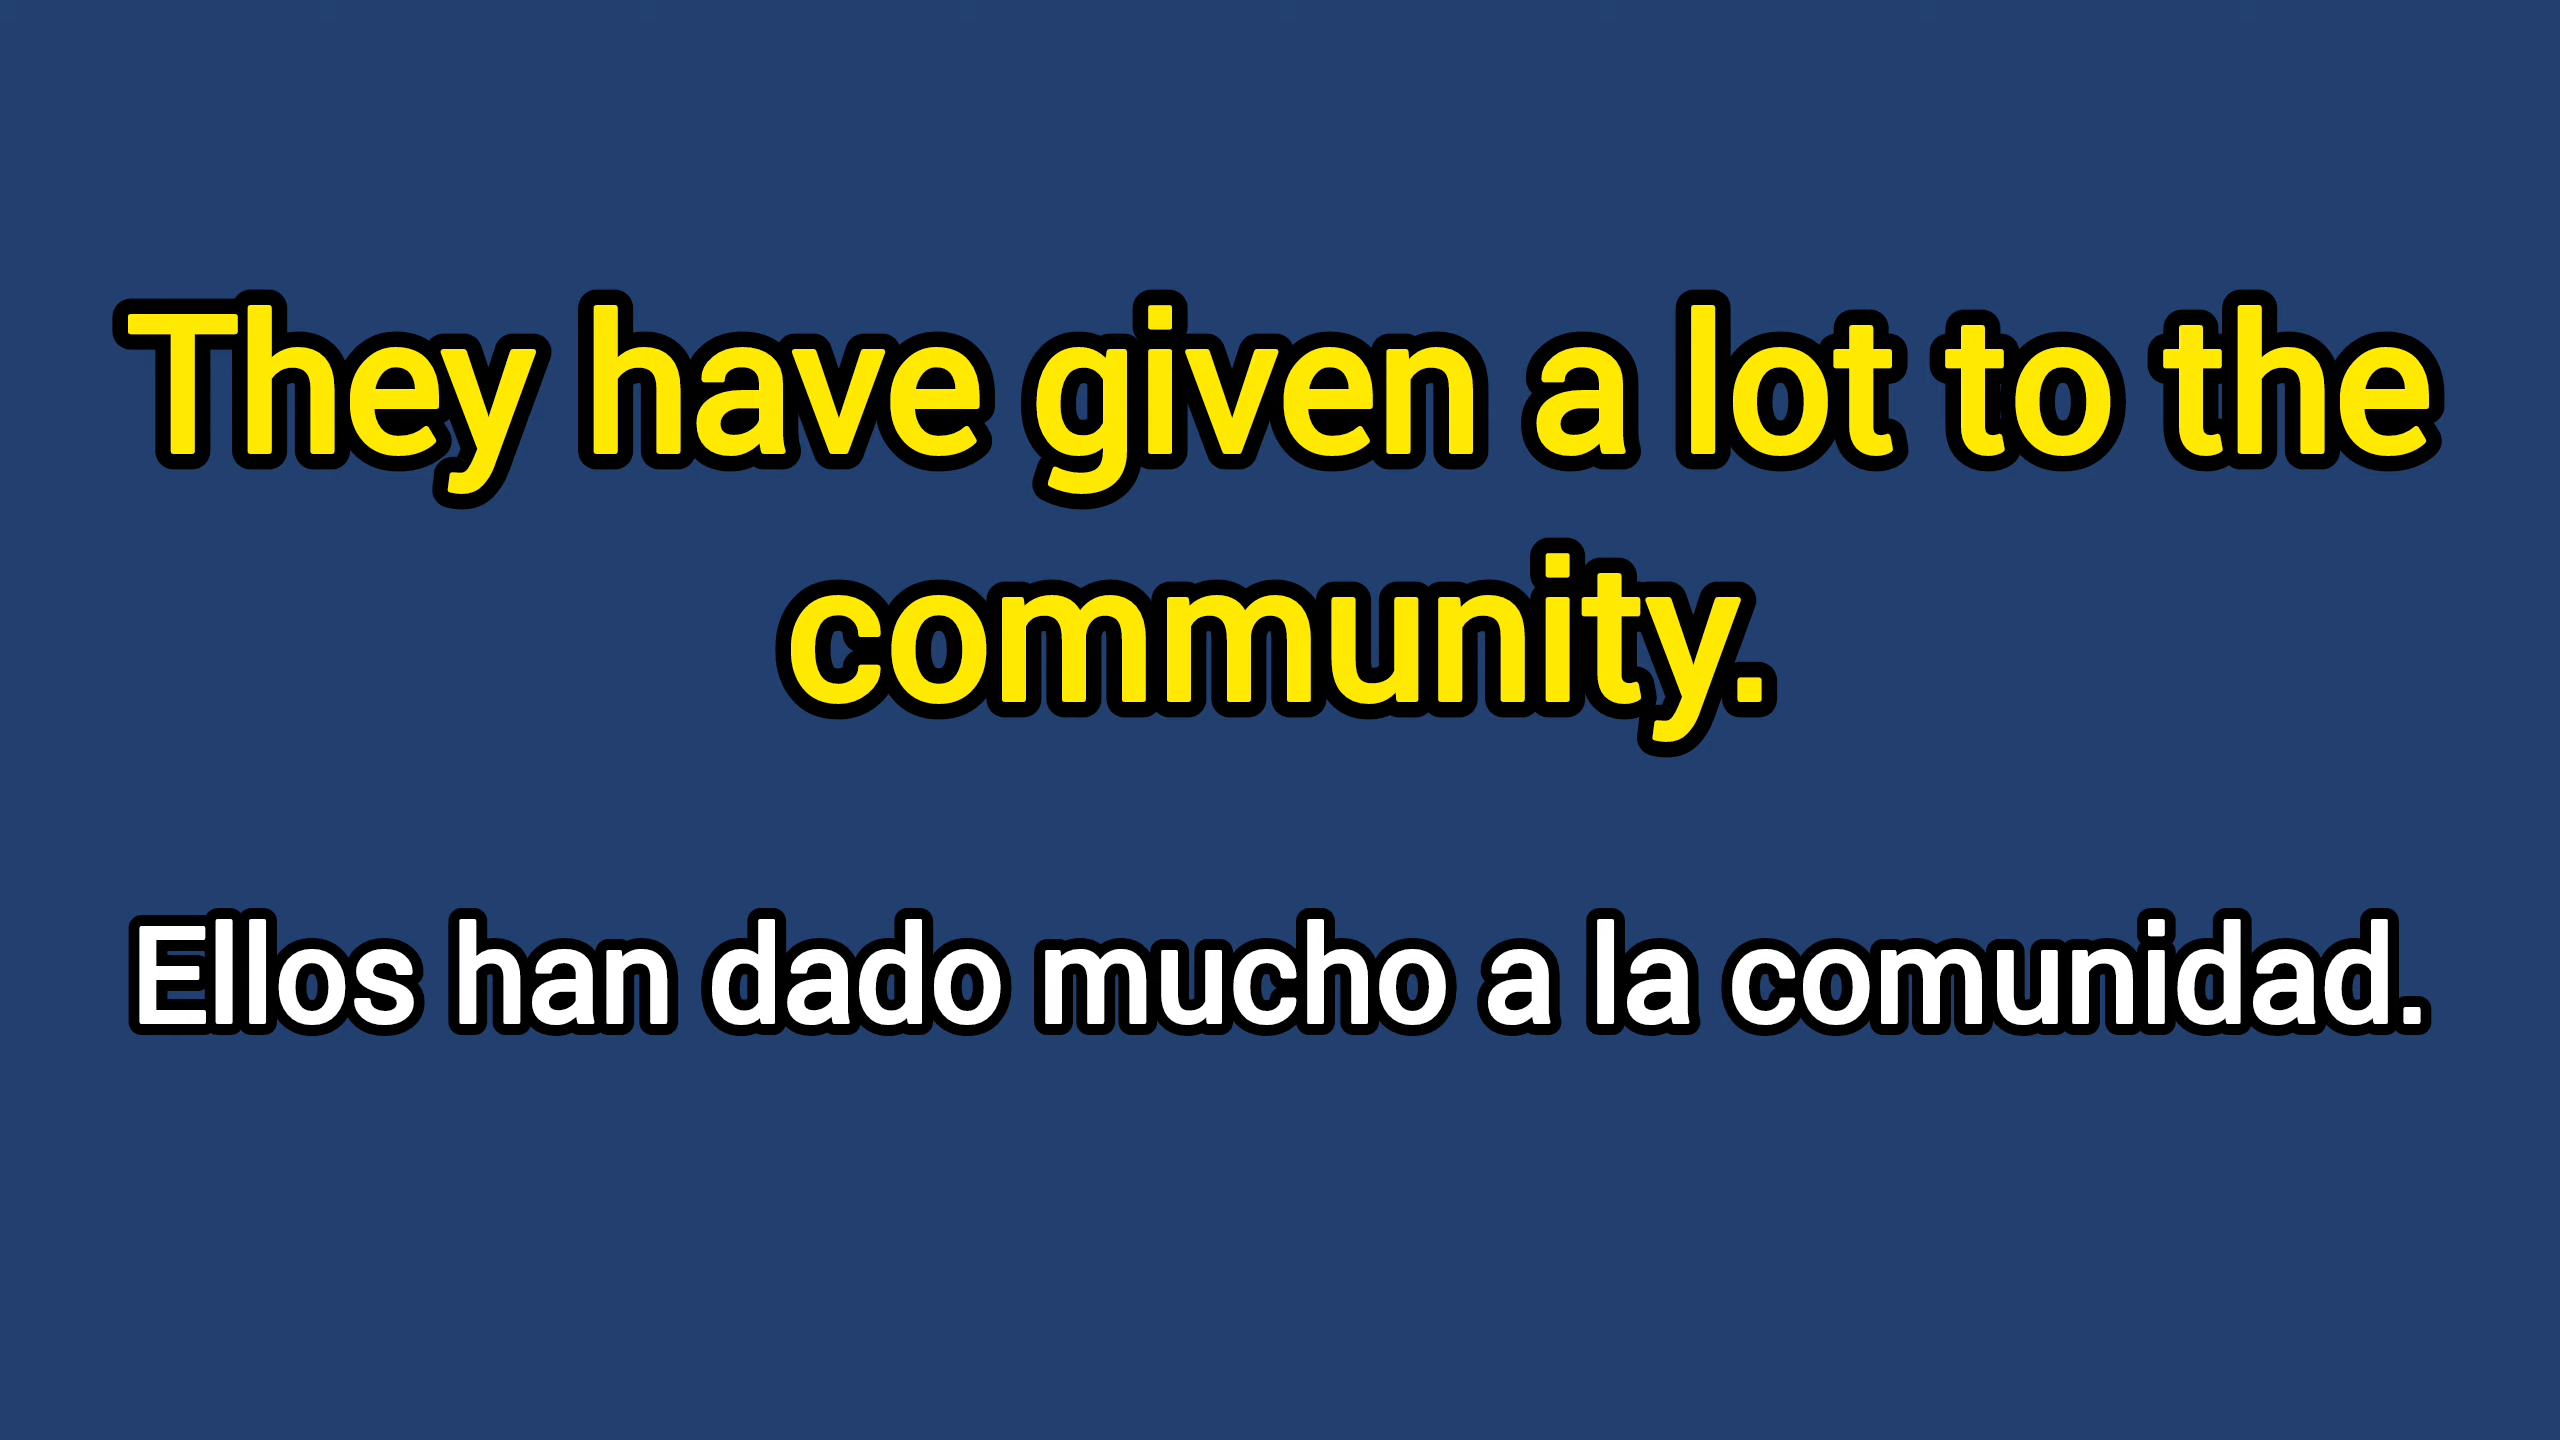 They have given a lot to the
community.
Ellos han dado mucho a la comunidad.